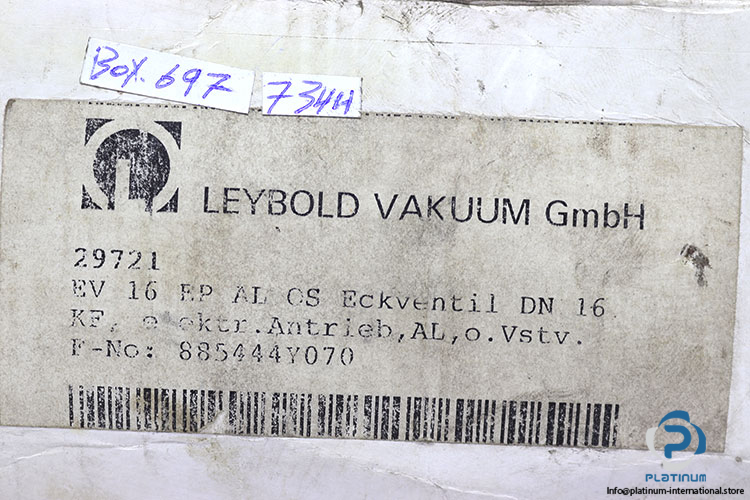 BOX.697
734H
LEYBOLD VAKUUM GmbH
29721
EV 16 EP AL OS Eckventil DN 16
KF, elektr.Antrieb,AL,o.Vstv.
F-No: 885444Y070
PLATINUM
Info@platinum-international.store